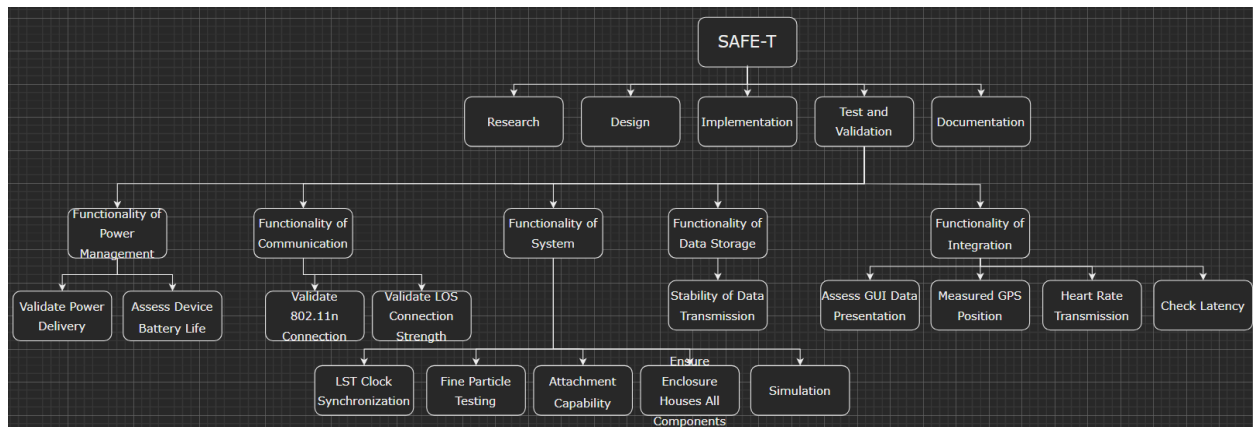 SAFE-T
Research
Design
Implementation
Test and
Validation
Documentation
Functionality of
Power
Management
Functionality of
Communication
Functionality of
System
Functionality of
Data Storage
Functionality of
Integration
Validate Power
Delivery
Assess Device
Battery Life
Validate
802.11n
Connection
Validate LOS
Connection
Strength
Stability of Data
Transmission
Assess GUI Data
Presentation
Measured GPS
Position
Heart Rate
Transmission
Check Latency
LST Clock
Synchronization
Fine Particle
Testing
Attachment
Capability
Ensure
Enclosure
Houses All
Components
Simulation